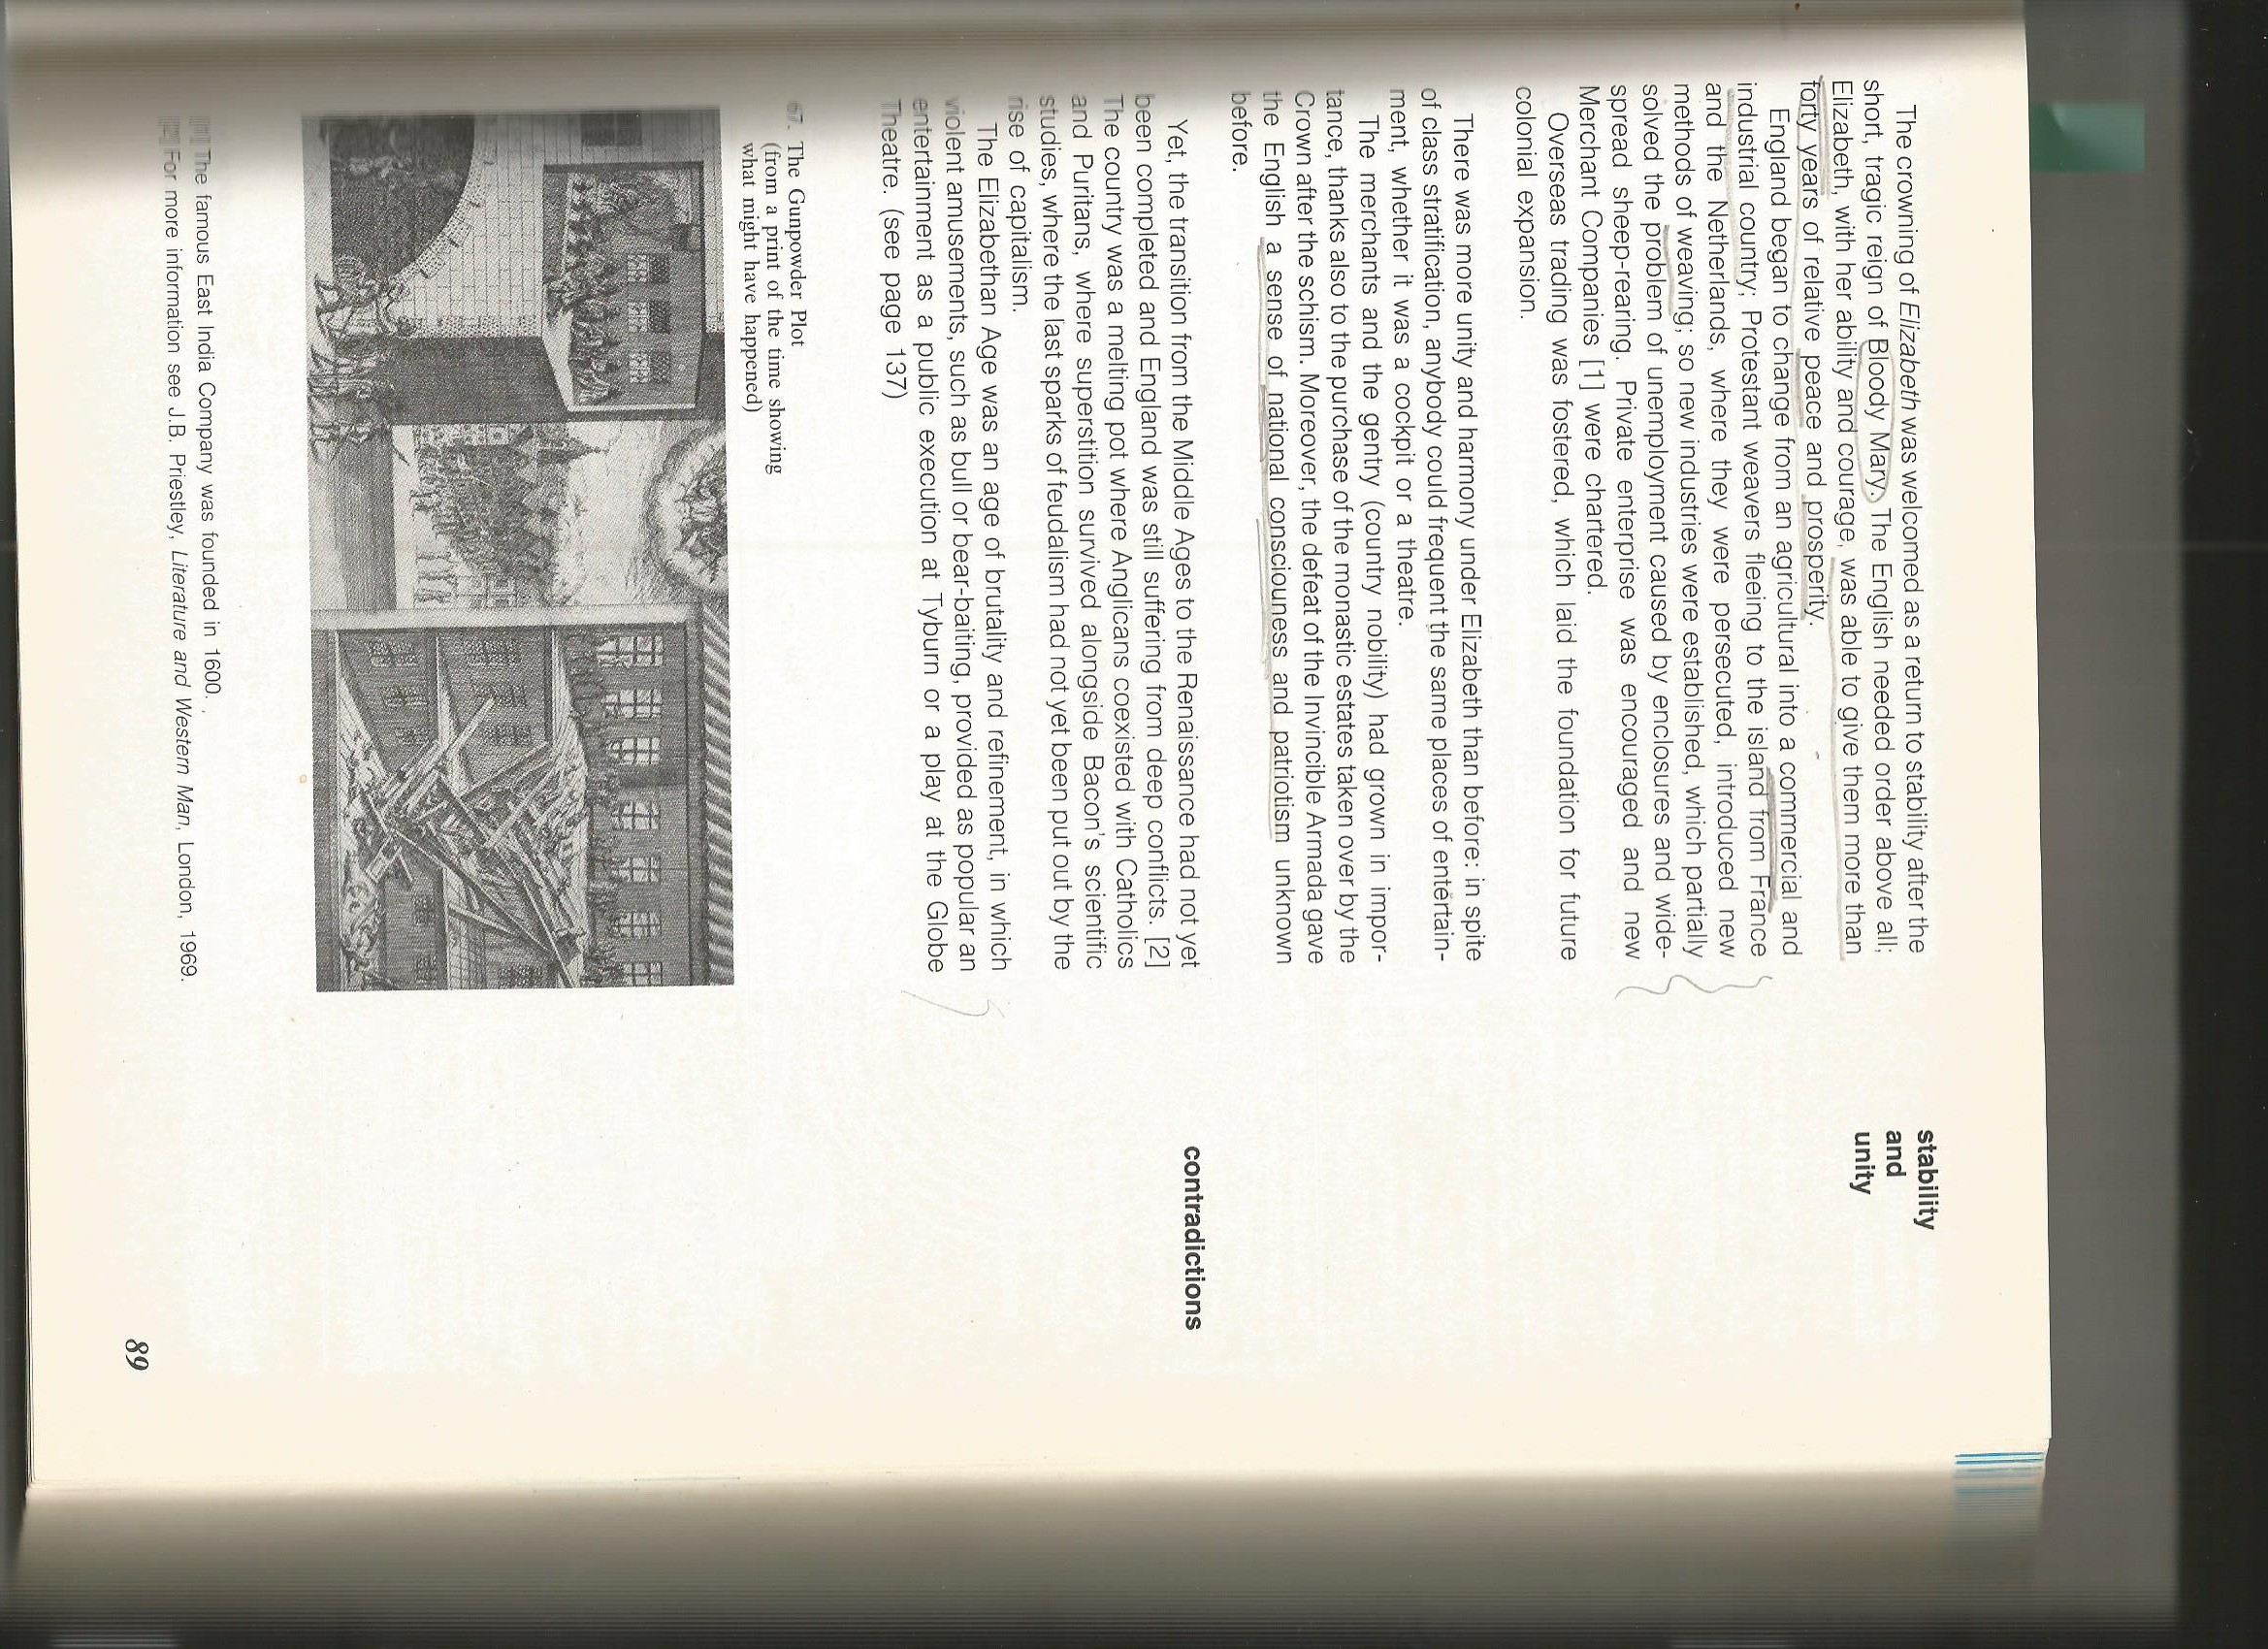 The crowning of Elizabeth was welcomed as a return to stability after the
short, tragic reign of Bloody Mary. The English needed order above all;
Elizabeth, with her ability and courage, was able to give them more than
forty years of relative peace and prosperity.
England began to change from an agricultural into a commercial and
industrial country; Protestant weavers fleeing to the island from France
and the Netherlands, where they were persecuted, introduced new
methods of weaving; so new industries were established, which partially
solved the problem of unemployment caused by enclosures and wide-
spread sheep-rearing. Private enterprise was encouraged and new
Merchant Companies [1] were chartered.
Overseas trading was fostered, which laid the foundation for future
colonial expansion.
stability
and
unity
There was more unity and harmony under Elizabeth than before: in spite
of class stratification, anybody could frequent the same places of entertain-
ment, whether it was a cockpit or a theatre.
The merchants and the gentry (country nobility) had grown in impor-
tance, thanks also to the purchase of the monastic estates taken over by the
Crown after the schism. Moreover, the defeat of the Invincible Armada gave
the English a sense of national consciouness and patriotism unknown
before.
Yet, the transition from the Middle Ages to the Renaissance had not yet
been completed and England was still suffering from deep conflicts. [2]
The country was a melting pot where Anglicans coexisted with Catholics
and Puritans, where superstition survived alongside Bacon's scientific
studies, where the last sparks of feudalism had not yet been put out by the
rise of capitalism.
The Elizabethan Age was an age of brutality and refinement, in which
violent amusements, such as bull or bear-baiting, provided as popular an
entertainment as a public execution at Tyburn or a play at the Globe
Theatre. (see page 137)
contradictions
67. The Gunpowder Plot
(from a print of the time showing
what might have happened)
[1] The famous East India Company was founded in 1600.
[2] For more information see J.B. Priestley, Literature and Western Man, London, 1969.
89